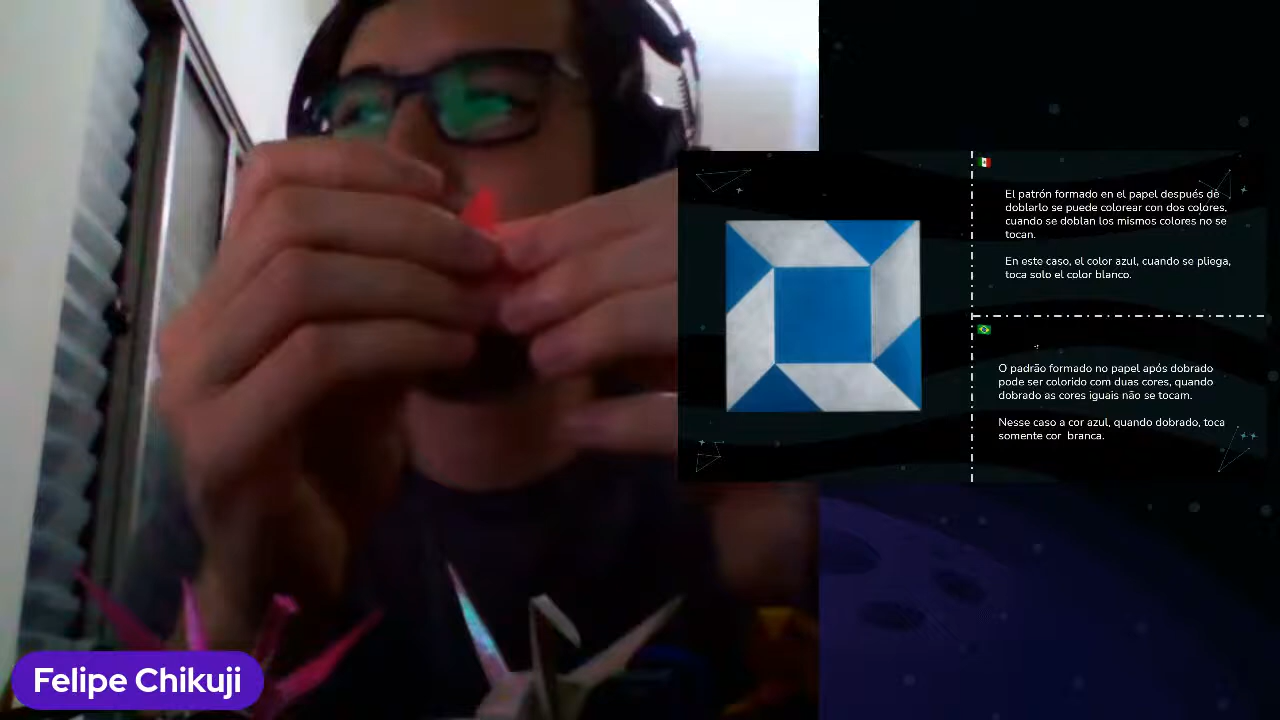 El patrón formado en el papel después de
doblarlo se puede colorear con dos colores,
cuando se doblan los mismos colores no se
tocan.
En este caso, el color azul, cuando se pliega,
toca solo el color blanco.
O padrão formado no papel após dobrado
pode ser colorido com duas cores, quando
dobrado as cores iguais não se tocam.
Nesse caso a cor azul, quando dobrado, toca
somente cor branca.
Felipe Chikuji